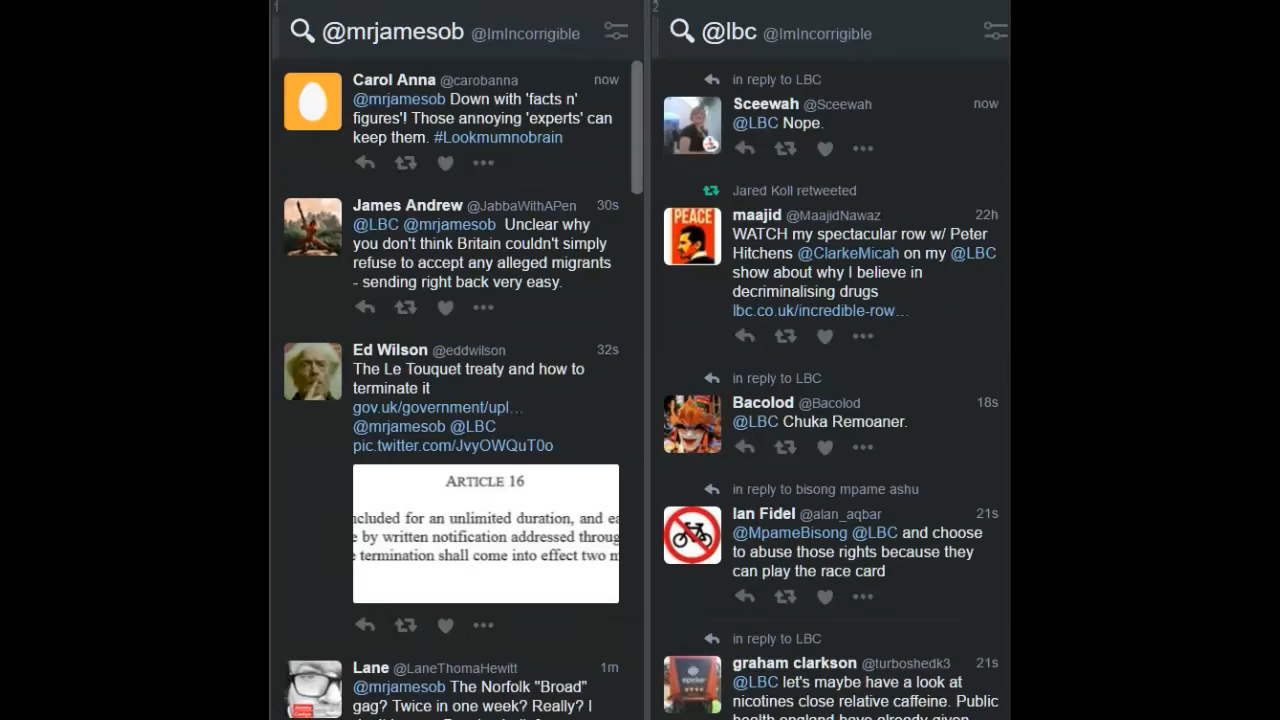 1
@mrjamesob @ImIncorrigible
Carol Anna @carobanna now
@mrjamesob Down with 'facts n'
figures'! Those annoying 'experts' can
keep them. #Lookmumnobrain
James Andrew @JabbaWithAPen 30s
@LBC @mrjamesob Unclear why
you don't think Britain couldn't simply
refuse to accept any alleged migrants
- sending right back very easy.
Ed Wilson @eddwilson 32s
The Le Touquet treaty and how to
terminate it
gov.uk/government/upl…
@mrjamesob @LBC
pic.twitter.com/JvyOWQuT0o
ARTICLE 16
ncluded for an unlimited duration, and ea
e by written notification addressed throug
e termination shall come into effect two m
Lane @LaneThomaHewitt 1m
@mrjamesob The Norfolk "Broad"
gag? Twice in one week? Really? I
2
@lbc @ImIncorrigible
in reply to LBC
Sceewah @Sceewah now
@LBC Nope.
Jared Koll retweeted
PEACE
maajid @MaajidNawaz 22h
WATCH my spectacular row w/ Peter
Hitchens @ClarkeMicah on my @LBC
show about why I believe in
decriminalising drugs
lbc.co.uk/incredible-row…
in reply to LBC
Bacolod @Bacolod 18s
@LBC Chuka Remoaner.
in reply to bisong mpame ashu
Ian Fidel @alan_aqbar 21s
@MpameBisong @LBC and choose
to abuse those rights because they
can play the race card
in reply to LBC
graham clarkson @turboshedk3 21s
@LBC let's maybe have a look at
nicotines close relative caffeine. Public
health england have already given